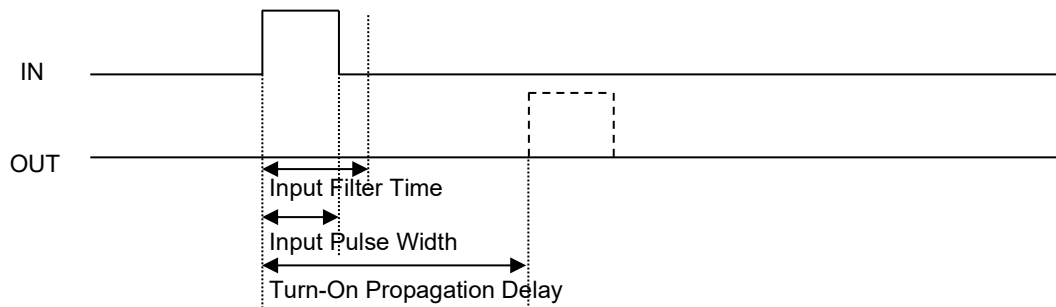 IN
OUT
Input Filter Time
Input Pulse Width
Turn-On Propagation Delay